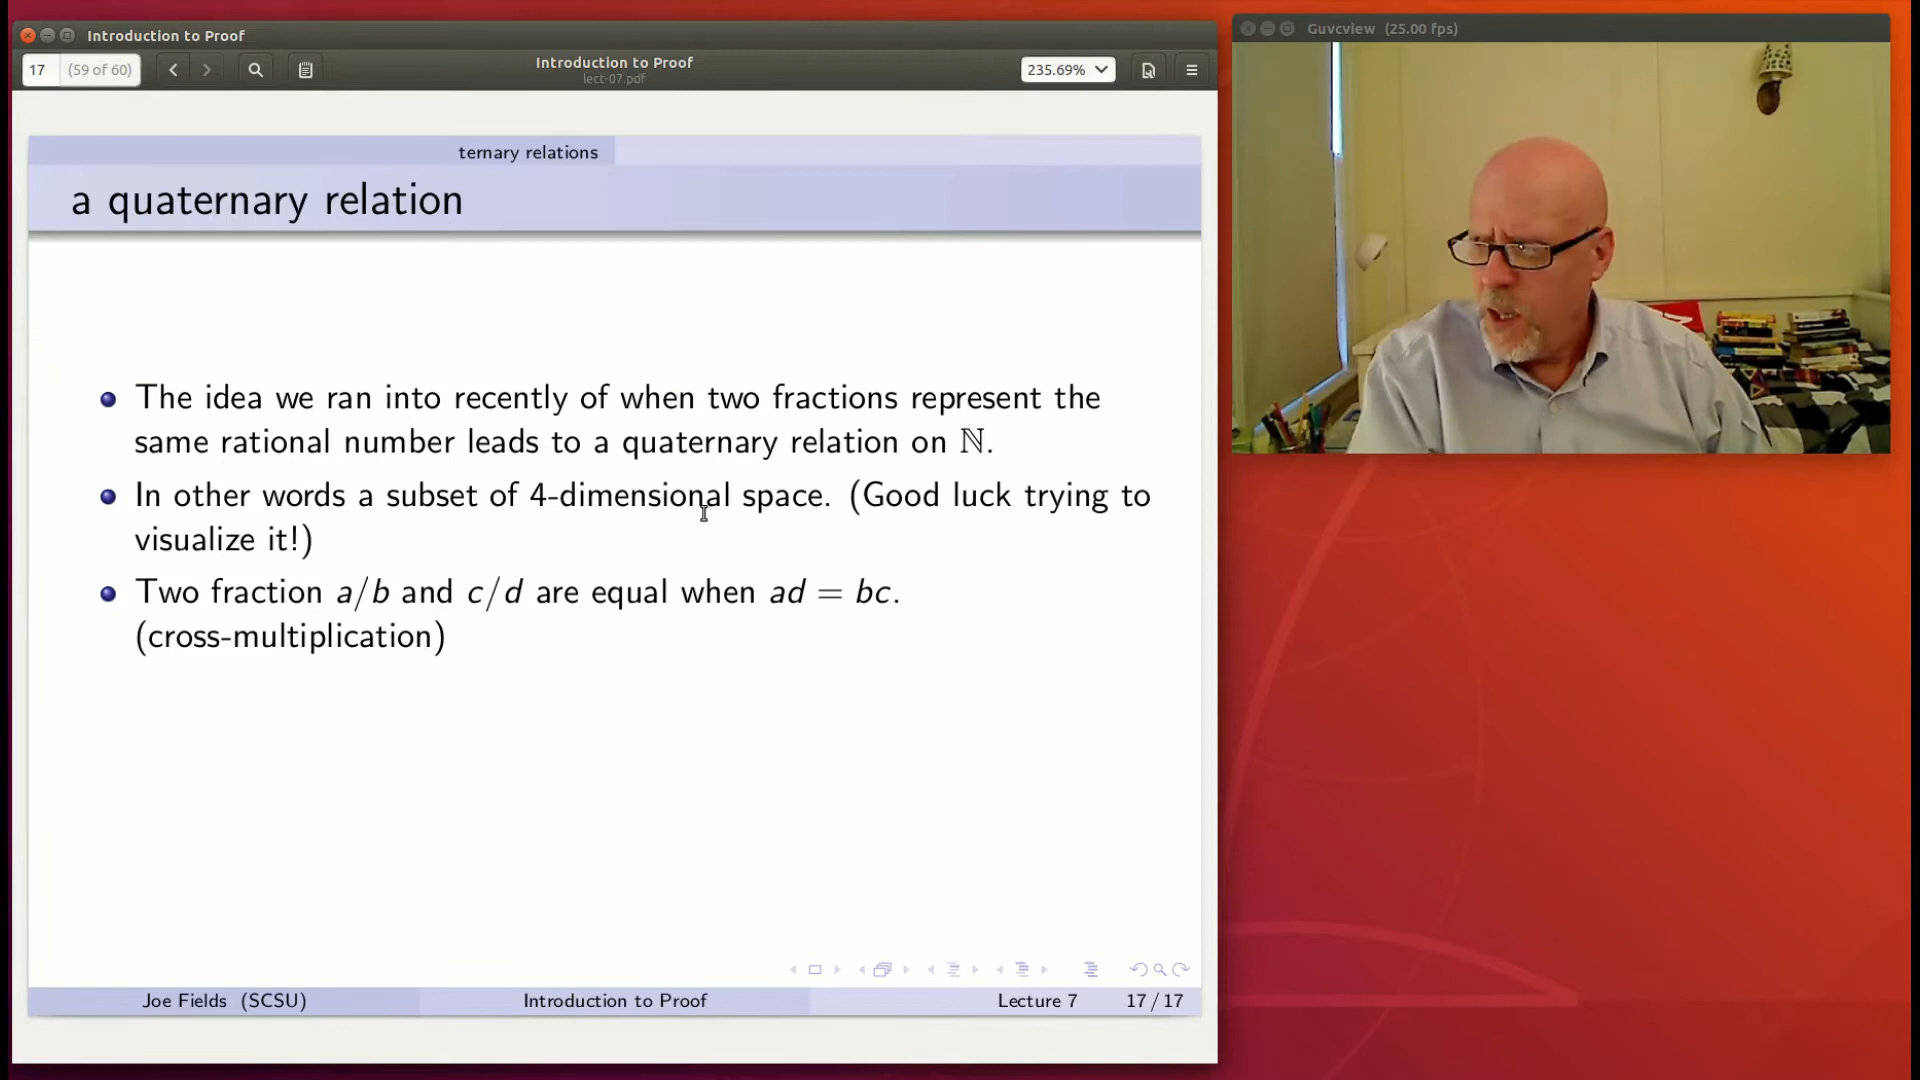 Introduction to Proof
17 (59 of 60)
Introduction to Proof
lect-07.pdf
235.69%
Guvcview (25.00 fps)
ternary relations
a quaternary relation
The idea we ran into recently of when two fractions represent the
same rational number leads to a quaternary relation on ℕ.
In other words a subset of 4-dimensional space. (Good luck trying to
visualize it!)
Two fraction a/b and c/d are equal when ad = bc.
(cross-multiplication)
Joe Fields (SCSU) Introduction to Proof Lecture 7 17 / 17